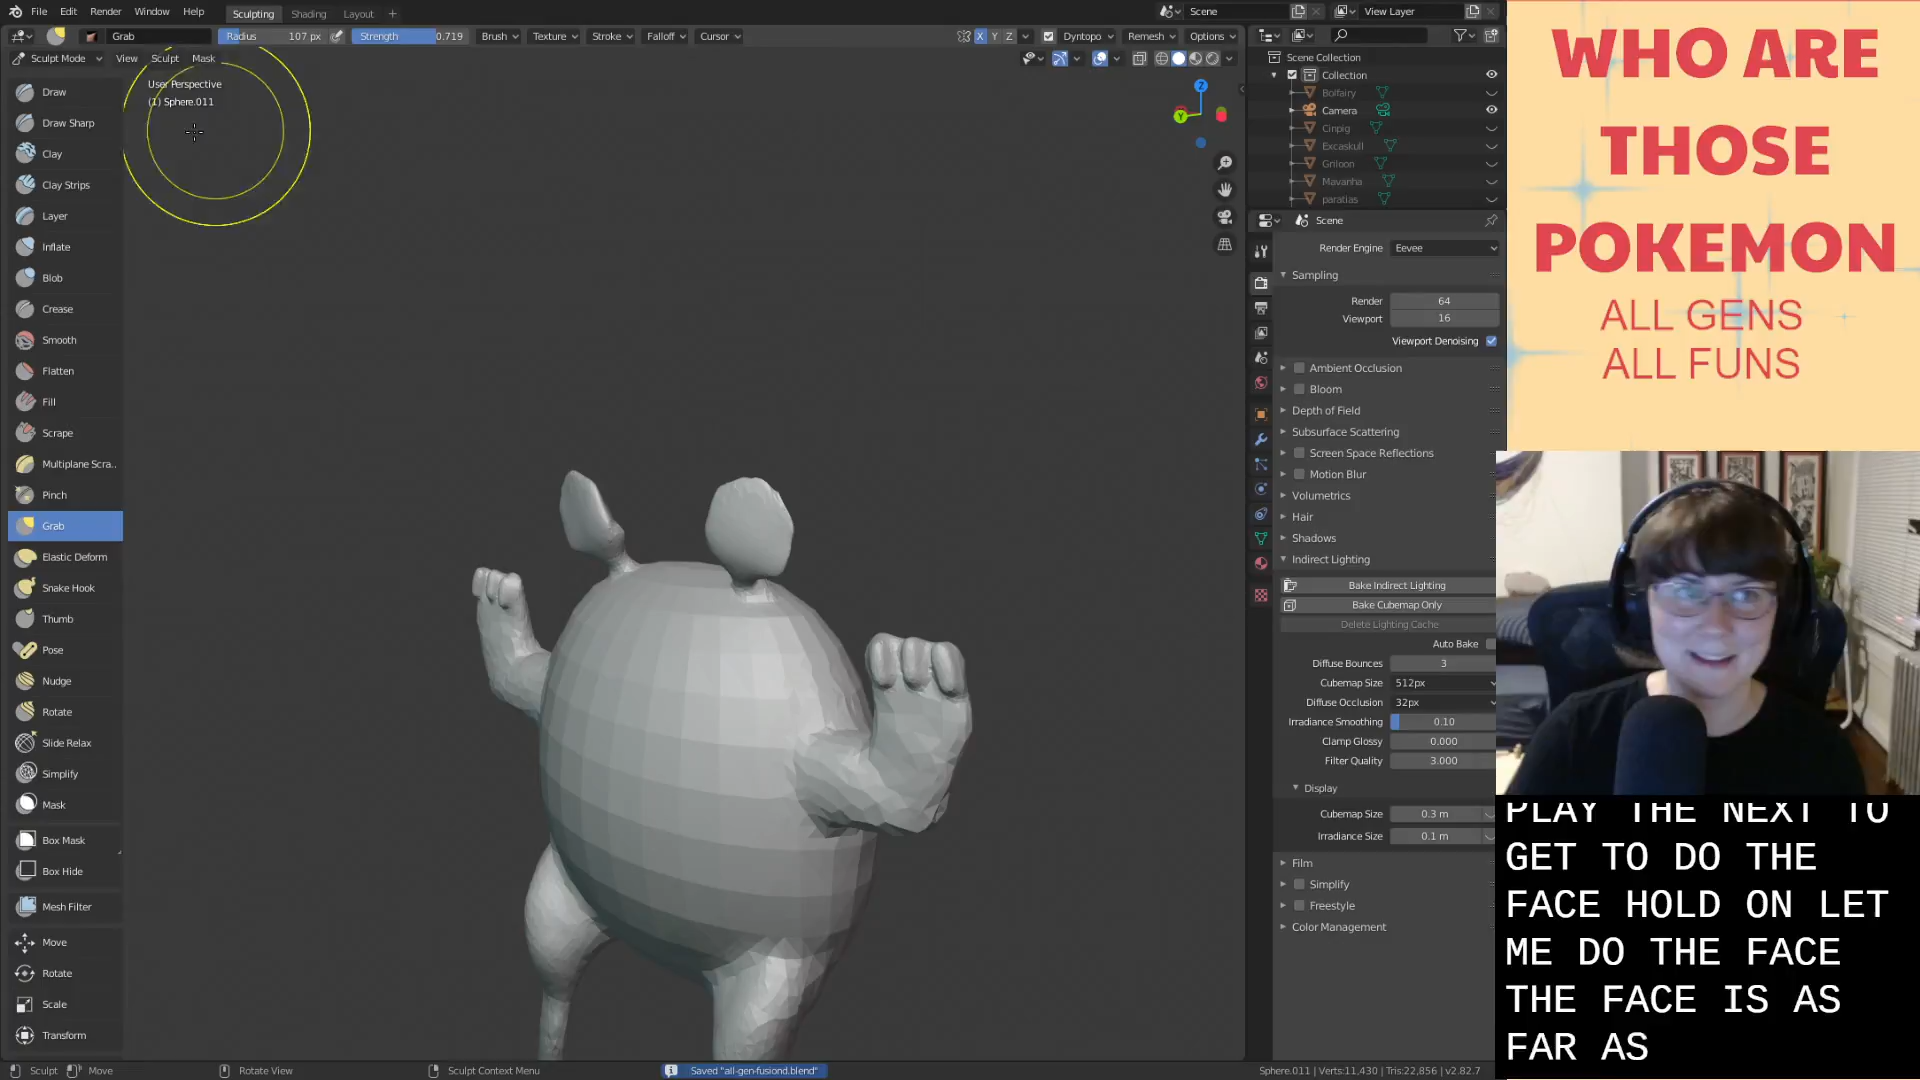 File Edit Render Window Help Sculpting Shading Layout + Scene View Layer
Grab Radius 107 px Strength 0.719 Brush Texture Stroke Falloff Cursor X Y Z Dyntopo Remesh Options
Sculpt Mode View Sculpt Mask
User Perspective
(1) Sphere.011
Draw
Draw Sharp
Clay
Clay Strips
Layer
Inflate
Blob
Crease
Smooth
Flatten
Fill
Scrape
Multiplane Scra..
Pinch
Grab
Elastic Deform
Snake Hook
Thumb
Pose
Nudge
Rotate
Slide Relax
Simplify
Mask
Box Mask
Box Hide
Mesh Filter
Move
Rotate
Scale
Transform
Z
Y
Scene Collection
Collection
Bolfairy
Camera
Cinpig
Excaskull
Griloon
Mavanha
paratias
Scene
Render Engine Eevee
Sampling
Render 64
Viewport 16
Viewport Denoising
Ambient Occlusion
Bloom
Depth of Field
Subsurface Scattering
Screen Space Reflections
Motion Blur
Volumetrics
Hair
Shadows
Indirect Lighting
Bake Indirect Lighting
Bake Cubemap Only
Delete Lighting Cache
Auto Bake
Diffuse Bounces 3
Cubemap Size 512px
Diffuse Occlusion 32px
Irradiance Smoothing 0.10
Clamp Glossy 0.000
Filter Quality 3.000
Display
Cubemap Size 0.3 m
Irradiance Size 0.1 m
Film
Simplify
Freestyle
Color Management
WHO ARE
THOSE
POKEMON
ALL GENS
ALL FUNS
PLAY THE NEXT TO
GET TO DO THE
FACE HOLD ON LET
ME DO THE FACE
THE FACE IS AS
FAR AS
Sculpt Move Rotate View Sculpt Context Menu Saved "all-gen-fusiond.blend" Sphere.011 | Verts:11,430 | Tris:22,856 | v2.82.7